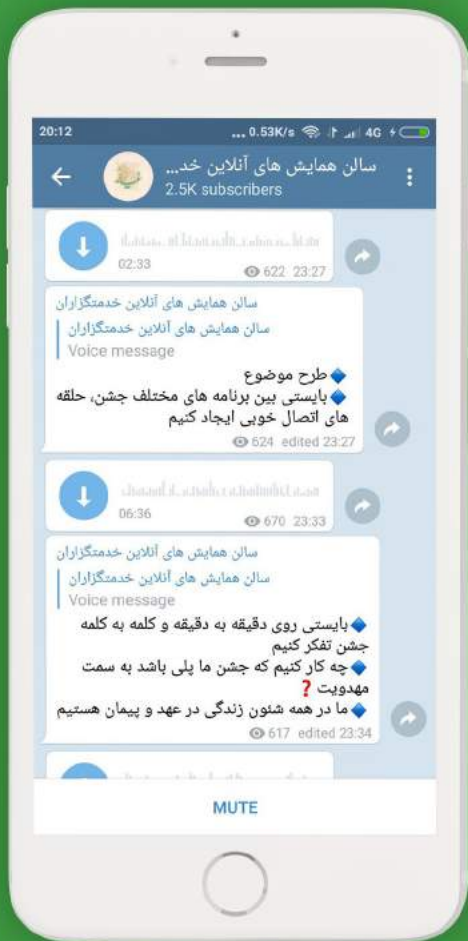 20:12
... 0.53K/s 4G
سالن همایش های آنلاین خد...
2.5K subscribers
02:33
622 23:27
سالن همایش های آنلاین خدمتگزاران
سالن همایش های آنلاین خدمتگزاران
Voice message
طرح موضوع
بایستی بین برنامه های مختلف جشن، حلقه
های اتصال خوبی ایجاد کنیم
624 edited 23:27
06:36
670 23:33
سالن همایش های آنلاین خدمتگزاران
سالن همایش های آنلاین خدمتگزاران
Voice message
بایستی روی دقیقه به دقیقه و کلمه به کلمه
جشن تفکر کنیم
چه کار کنیم که جشن ما پلی باشد به سمت
مهدویت ❓
ما در همه شئون زندگی در عهد و پیمان هستیم
617 edited 23:34
MUTE